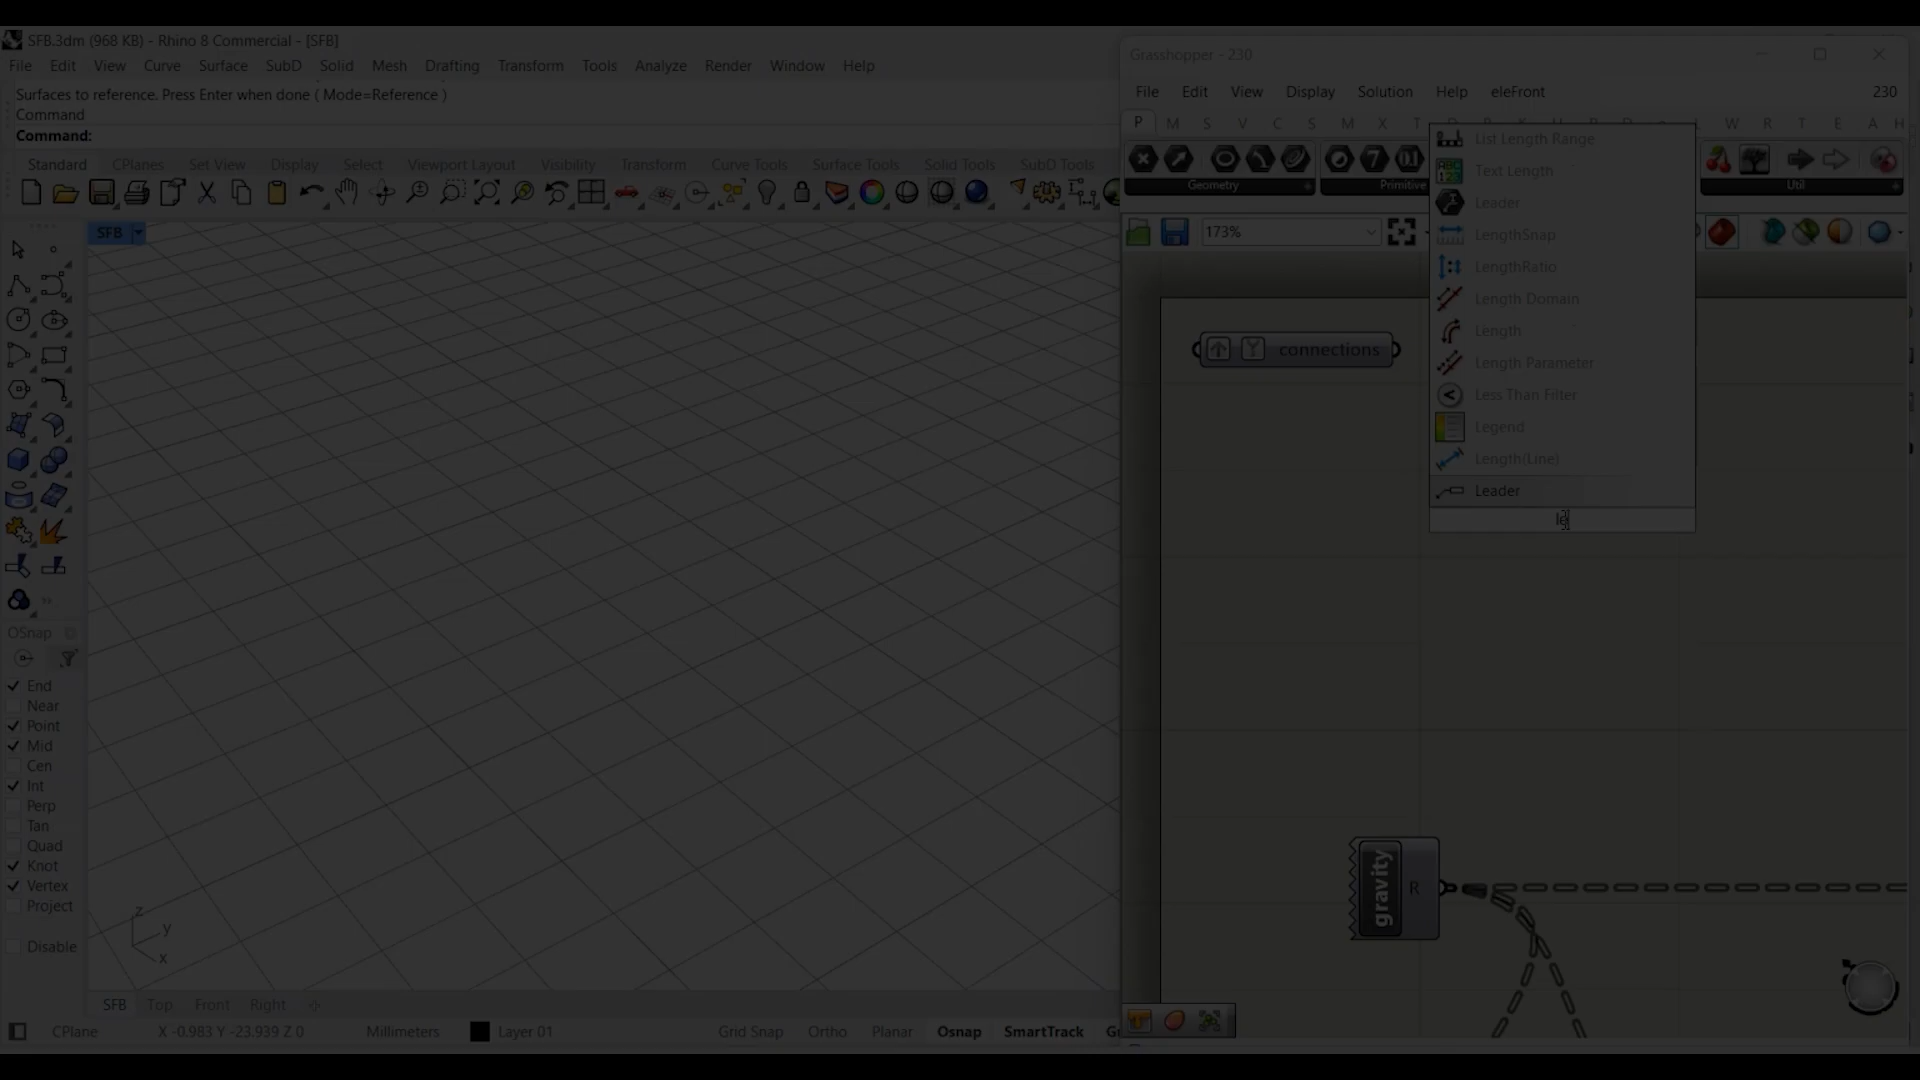 SFB.3dm (968 KB) - Rhino 8 Commercial - [SFB]
File Edit View Curve Surface SubD Solid Mesh Drafting Transform Tools Analyze Render Window Help
Surfaces to reference. Press Enter when done ( Mode=Reference )
Command
Command:
Standard CPlanes Set View Display Select Viewport Layout Visibility Transform Curve Tools Surface Tools Solid Tools SubD Tools
SFB
OSnap
End
Near
Point
Mid
Cen
Int
Perp
Tan
Quad
Knot
Vertex
Project
Disable
z
y
x
SFB Top Front Right
CPlane X -0.983 Y -23.939 Z 0 Millimeters Layer 01 Grid Snap Ortho Planar Osnap SmartTrack
Grasshopper - 230
File Edit View Display Solution Help eleFront 230
P M S V C S M X T W R T E A H
Geometry Primitive Util
173%
List Length Range
Text Length
Leader
LengthSnap
LengthRatio
Length Domain
Length
Length Parameter
Less Than Filter
Legend
Length(Line)
Leader
le
connections
gravity R